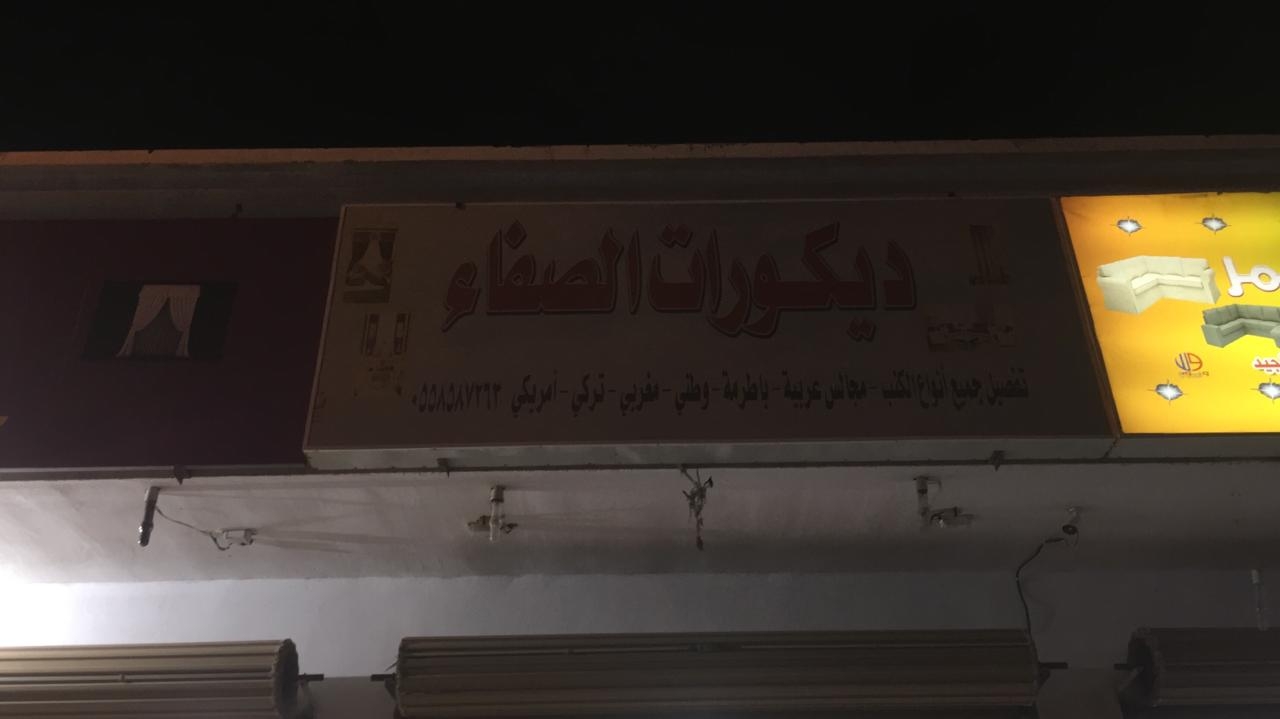 ديكورات الصفاء
تفصيل جميع أنواع الكنب - مجالس عربية - باطرمة - وطني - مغربي - تركي - أمريكي ٠٥٥٨٥٨٧٢٦٣